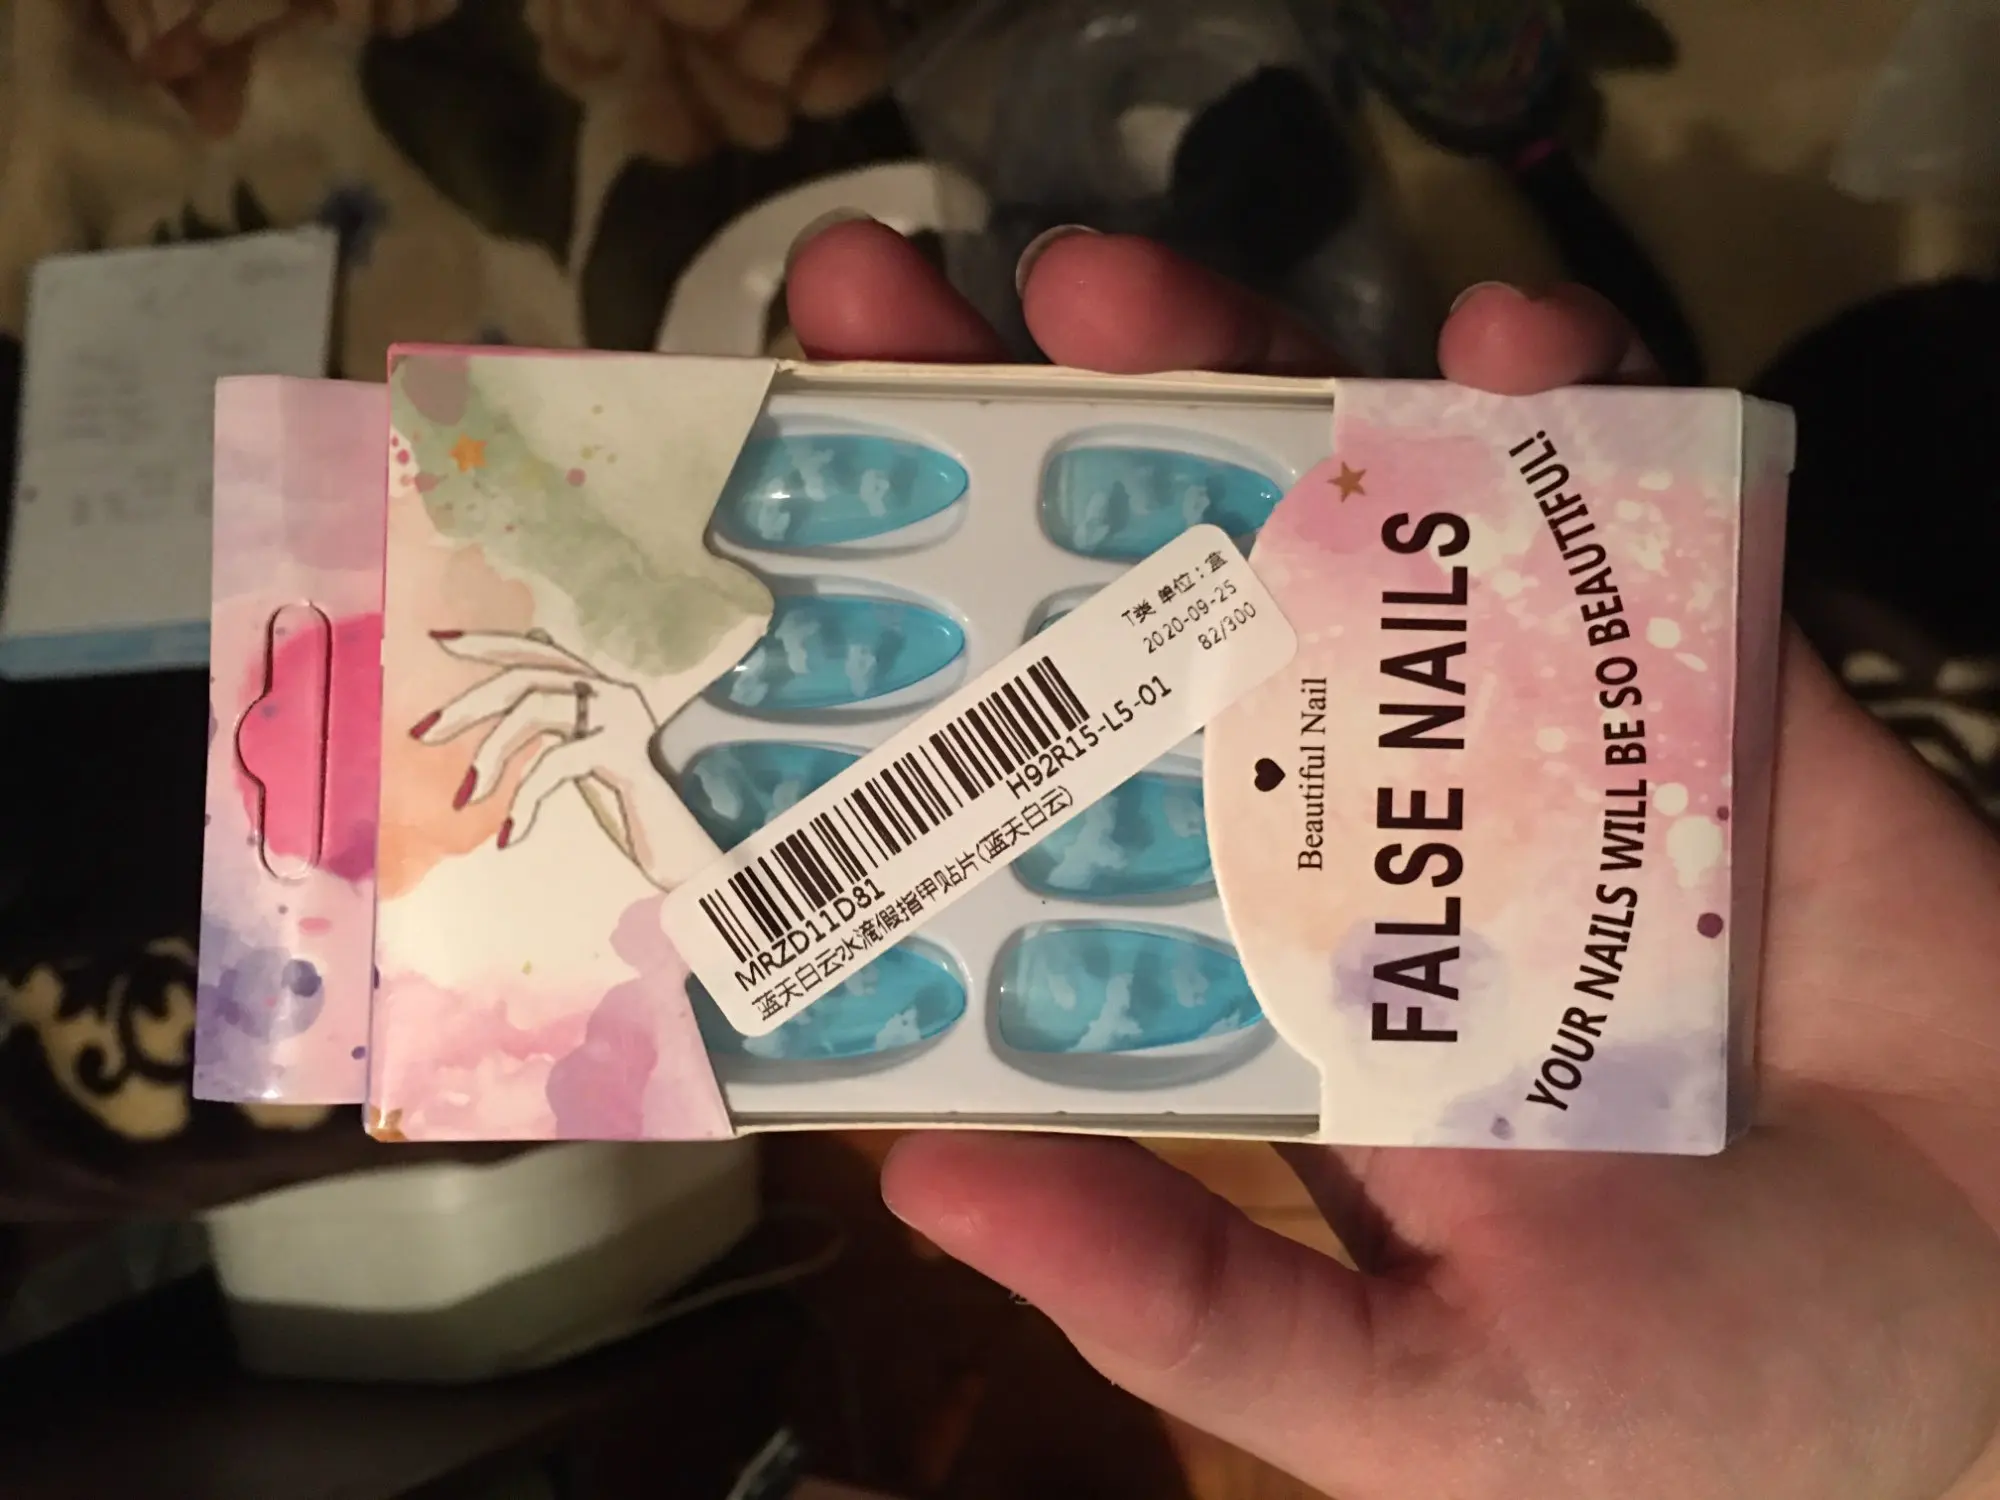 Beautiful Nail
FALSE NAILS
YOUR NAILS WILL BE SO BEAUTIFUL!
T类 单位：盒
2020-09-25
82/300
H92R15-L5-01
MRZD11D81
蓝天白云水滴假指甲贴片(蓝天白云)